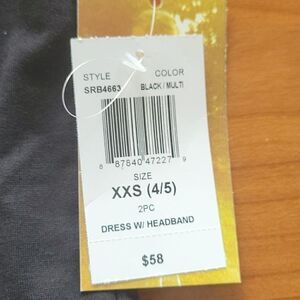 STYLE COLOR
SRB4663 BLACK / MULTI
8 87840 47227 9
SIZE
XXS (4/5)
2PC
DRESS W/ HEADBAND
$58